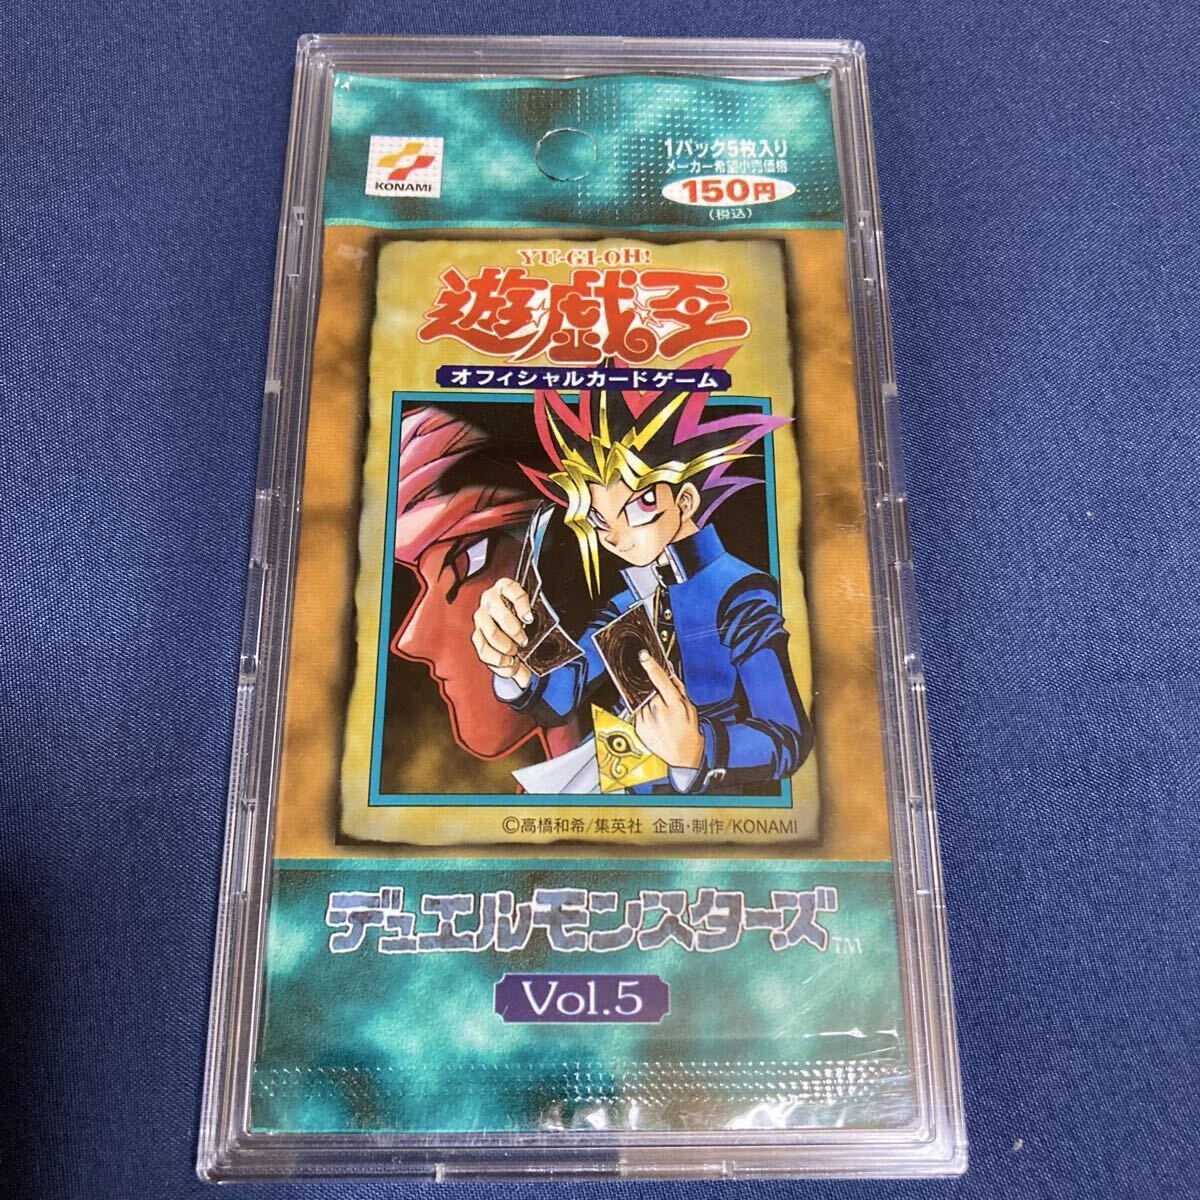 KONAMI
1パック5枚入り
メーカー希望小売価格
150円
(税込)
YU-GI-OH!
遊☆戯☆王
オフィシャルカードゲーム
©高橋和希/集英社 企画・制作/KONAMI
デュエルモンスターズ™
Vol.5